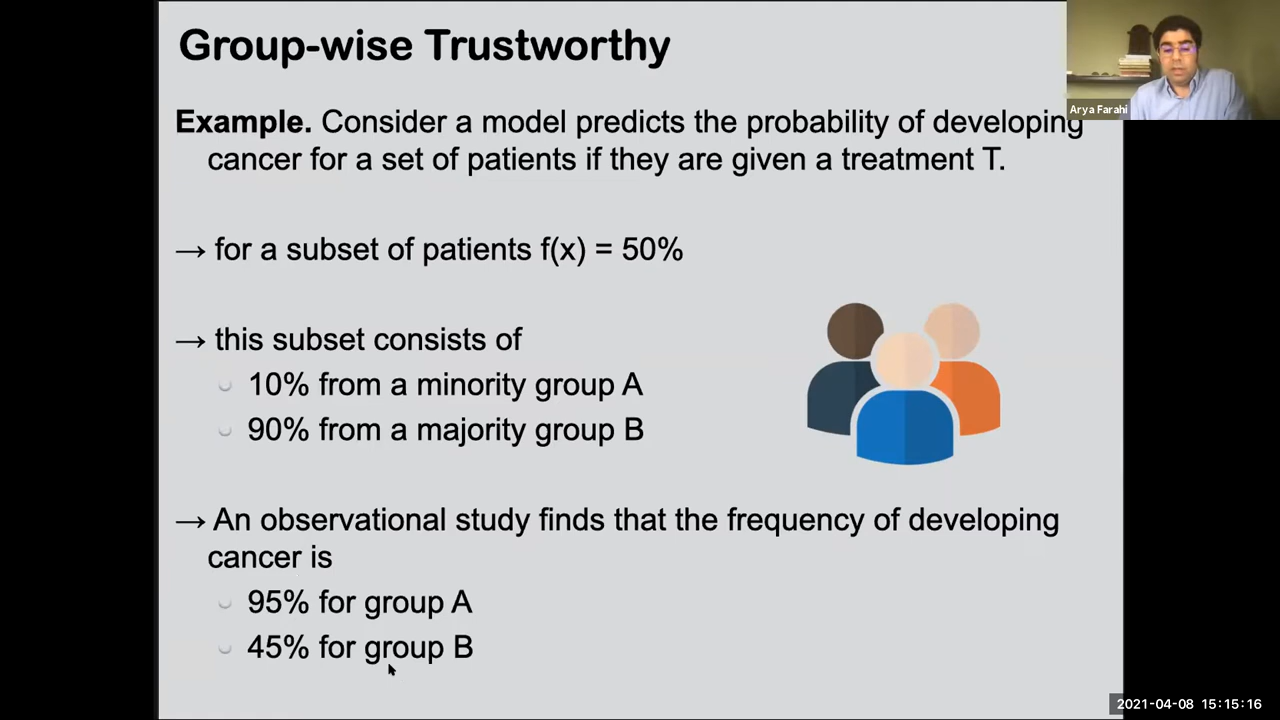 Group-wise Trustworthy
Arya Farahi
Example. Consider a model predicts the probability of developing
cancer for a set of patients if they are given a treatment T.
→ for a subset of patients f(x) = 50%
→ this subset consists of
10% from a minority group A
90% from a majority group B
→ An observational study finds that the frequency of developing
cancer is
95% for group A
45% for group B
2021-04-08 15:15:16